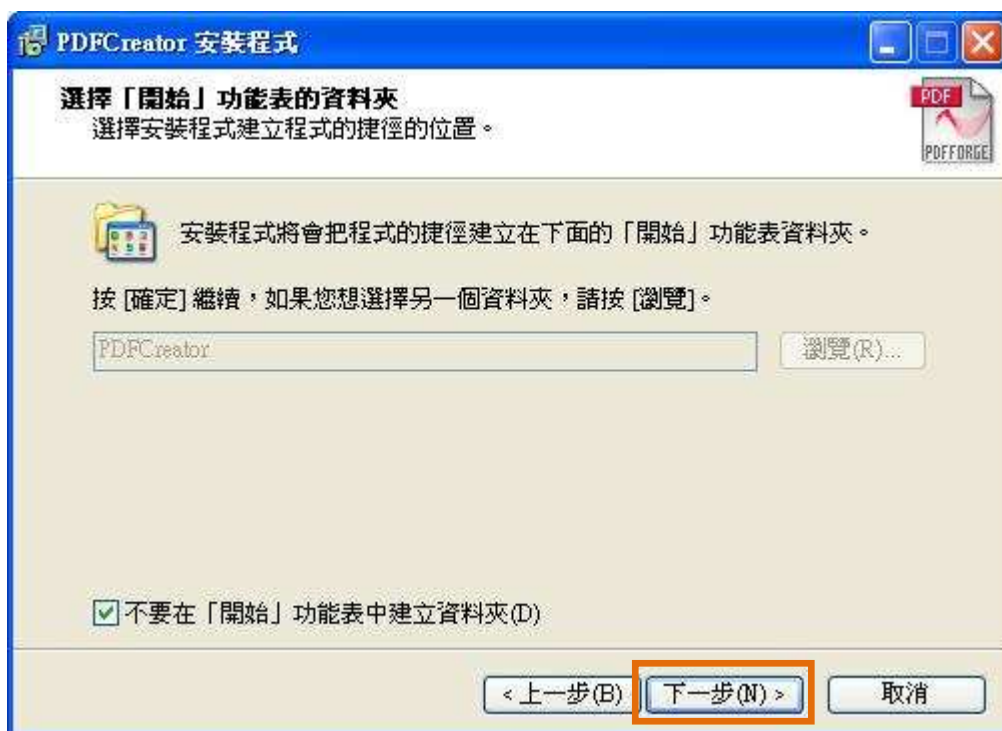 PDFCreator 安裝程式
選擇「開始」功能表的資料夾
選擇安裝程式建立程式的捷徑的位置。
PDF
PDFFORGE
安裝程式將會把程式的捷徑建立在下面的「開始」功能表資料夾。
按 [確定] 繼續，如果您想選擇另一個資料夾，請按 [瀏覽]。
PDFCreator
瀏覽(R)...
不要在「開始」功能表中建立資料夾(D)
< 上一步(B)
下一步(N) >
取消